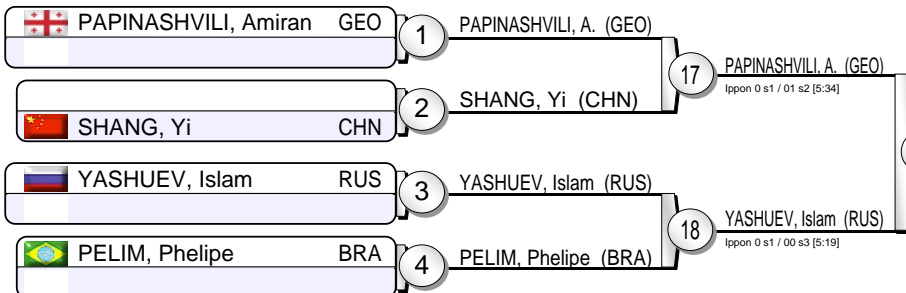 PAPINASHVILI, Amiran GEO
1
PAPINASHVILI, A. (GEO)
17
PAPINASHVILI, A. (GEO)
Ippon 0 s1 / 01 s2 [5:34]
2
SHANG, Yi (CHN)
SHANG, Yi CHN
YASHUEV, Islam RUS
3
YASHUEV, Islam (RUS)
18
YASHUEV, Islam (RUS)
Ippon 0 s1 / 00 s3 [5:19]
PELIM, Phelipe BRA
4
PELIM, Phelipe (BRA)